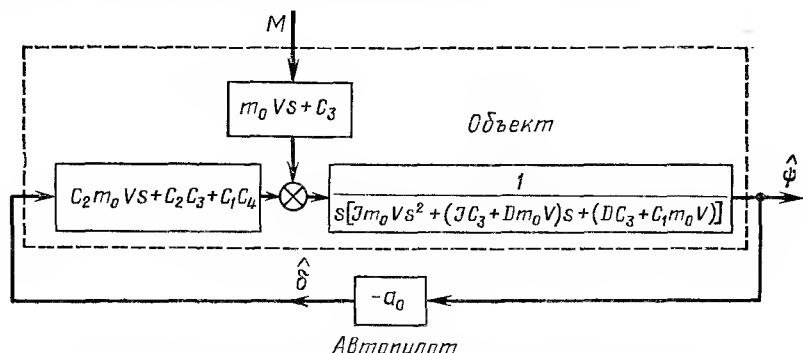 M
m₀Vs+C₃
Объект
C₂m₀Vs+C₂C₃+C₁C₄
1
s[Jm₀Vs²+(JC₃+Dm₀V)s+(DC₃+C₁m₀V)]
ψ̂
δ̂
-a₀
Автопилот